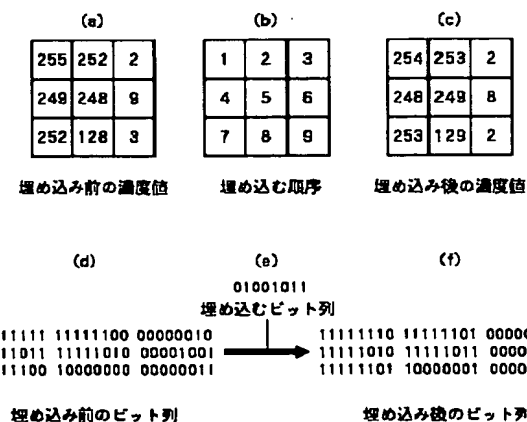 (a) (b) (c)
255 252 2 1 2 3 254 253 2
249 248 9 4 5 6 248 249 8
252 128 3 7 8 9 253 129 2
埋め込み前の濃度値 埋め込む順序 埋め込み後の濃度値
(d) (e) (f)
01001011
埋め込むビット列
11111 11111100 00000010 11111110 11111101 0000
11011 11111010 00001001 11111010 11111011 0000
11100 10000000 00000011 11111101 10000001 0000
埋め込み前のビット列 埋め込み後のビット列